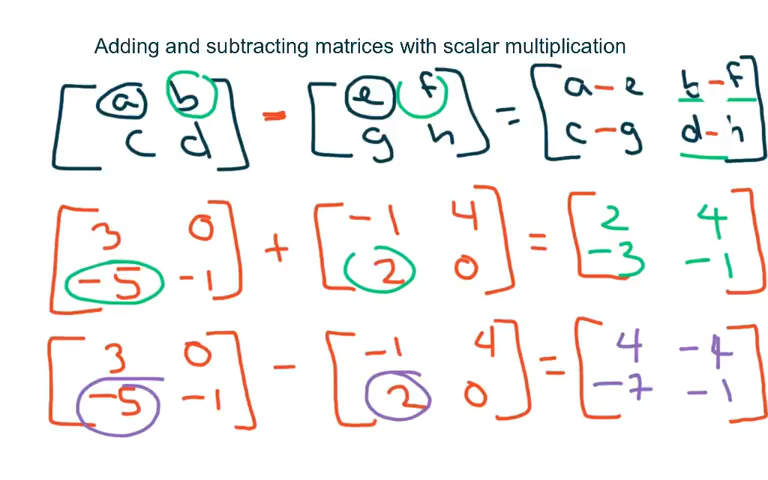 Adding and subtracting matrices with scalar multiplication
[a b] - [e f] = [a-e b-f]
[c d] [g h] [c-g d-h]
[3 0] + [-1 4] = [2 4]
[-5 -1] [2 0] [-3 -1]
[3 0] - [-1 4] = [4 -4]
[-5 -1] [2 0] [-7 -1]